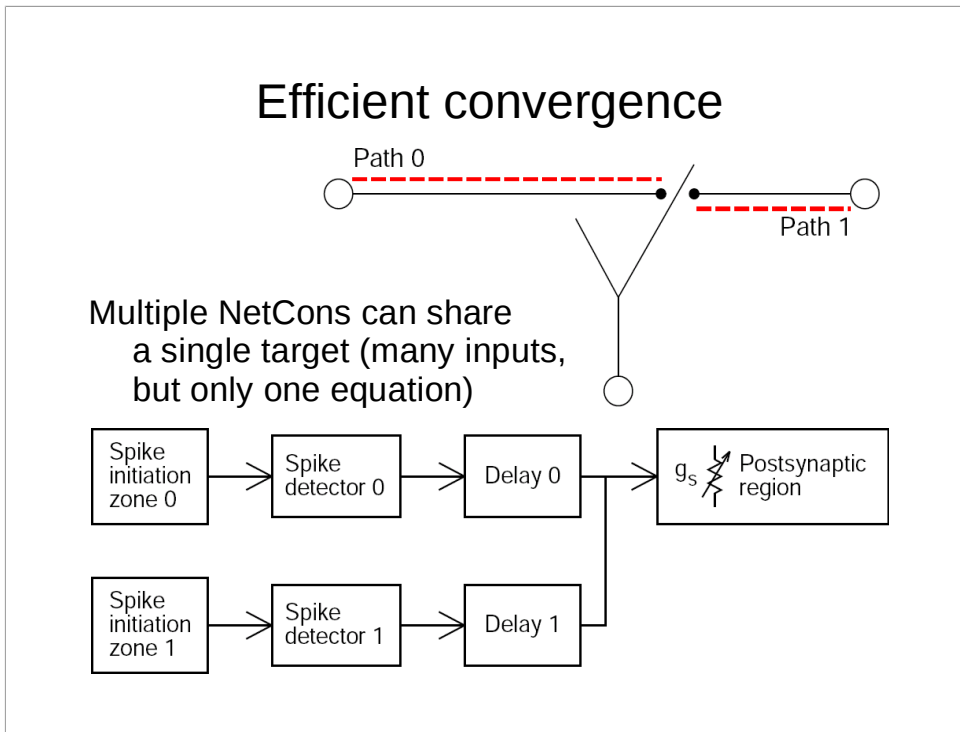 Efficient convergence
Path 0
Path 1
Multiple NetCons can share
a single target (many inputs,
but only one equation)
Spike
initiation
zone 0
Spike
detector 0
Delay 0
gs
Postsynaptic
region
Spike
initiation
zone 1
Spike
detector 1
Delay 1